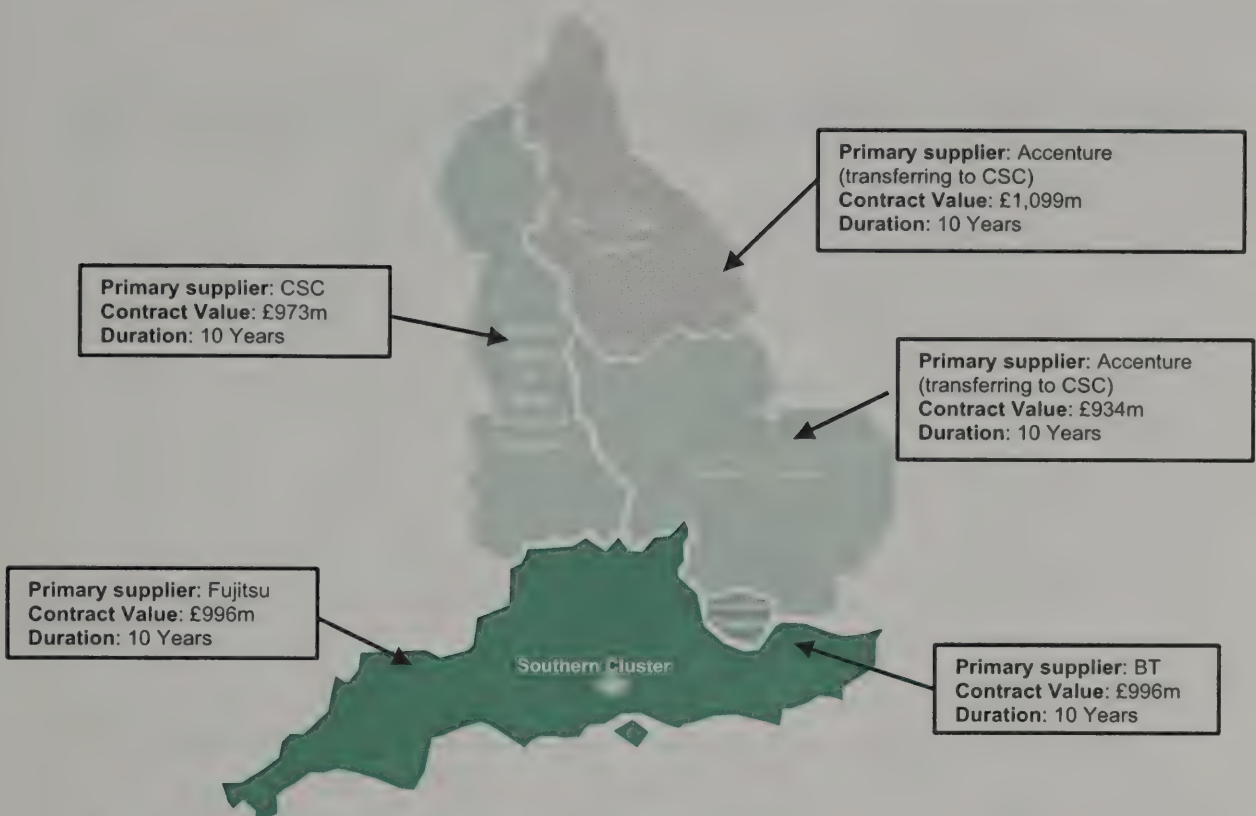 Primary supplier: Accenture
(transferring to CSC)
Contract Value: £1,099m
Duration: 10 Years
Primary supplier: CSC
Contract Value: £973m
Duration: 10 Years
Primary supplier: Accenture
(transferring to CSC)
Contract Value: £934m
Duration: 10 Years
Primary supplier: Fujitsu
Contract Value: £996m
Duration: 10 Years
Southern Cluster
Primary supplier: BT
Contract Value: £996m
Duration: 10 Years